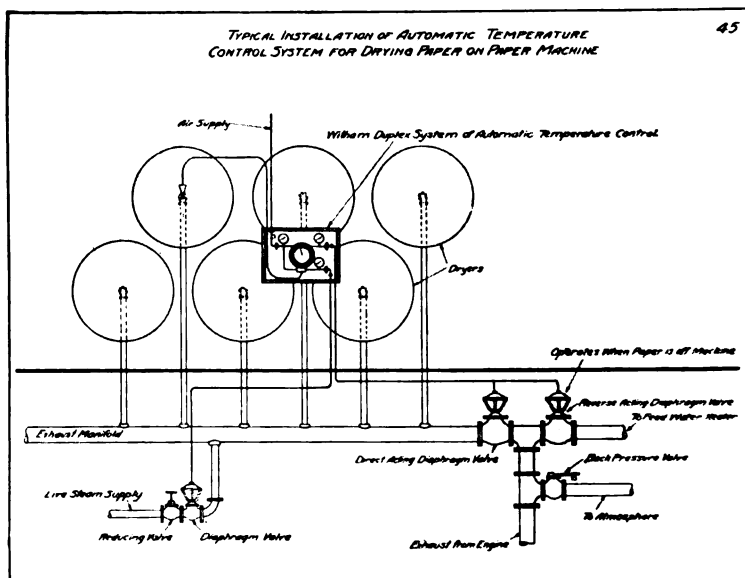 45
Typical Installation of Automatic Temperature
Control System for Drying Paper on Paper Machine
Air Supply
Witham Duplex System of Automatic Temperature Control
Dryers
Operates When Paper is off Machine
Reverse Acting Diaphragm Valve
To Feed Water Heater
Exhaust Manifold
Direct Acting Diaphragm Valve
Back Pressure Valve
Live Steam Supply
To Atmosphere
Reducing Valve
Diaphragm Valve
Exhaust From Engine